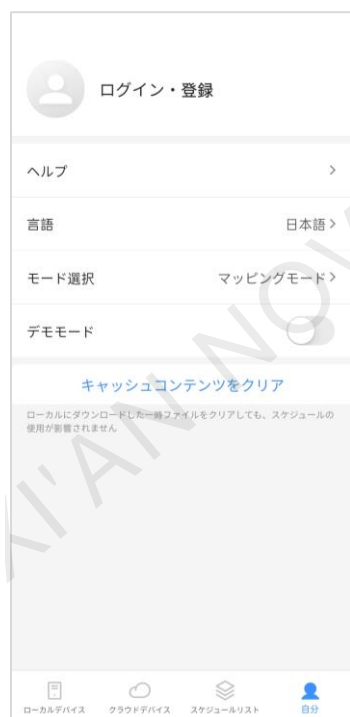 ログイン・登録
ヘルプ >
言語 日本語 >
モード選択 マッピングモード >
デモモード
キャッシュコンテンツをクリア
ローカルにダウンロードした一時ファイルをクリアしても、スケジュールの
使用が影響されません
XI'AN NOV
ローカルデバイス クラウドデバイス スケジュールリスト 自分